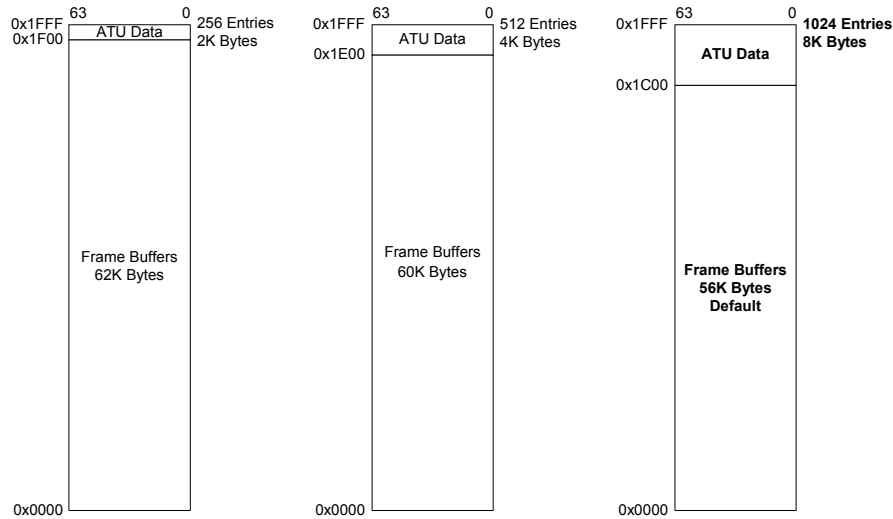 63 0
0x1FFF
ATU Data
256 Entries
0x1F00
2K Bytes
Frame Buffers
62K Bytes
0x0000
63 0
0x1FFF
ATU Data
512 Entries
4K Bytes
0x1E00
Frame Buffers
60K Bytes
0x0000
63 0
0x1FFF
1024 Entries
8K Bytes
ATU Data
0x1C00
Frame Buffers
56K Bytes
Default
0x0000